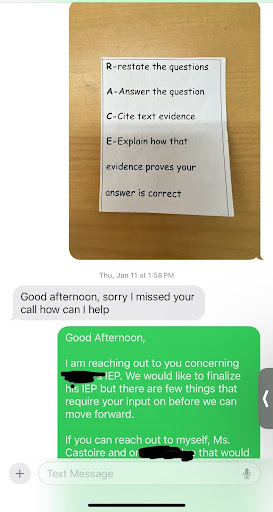 R-restate the questions
A-Answer the question
C-Cite text evidence
E-Explain how that
evidence proves your
answer is correct
Thu, Jan 11 at 1:58 PM
Good afternoon, sorry I missed your
call how can I help
Good Afternoon,
I am reaching out to you concerning
IEP. We would like to finalize
his IEP but there are few things that
require your input on before we can
move forward.
If you can reach out to myself, Ms.
Castoire and or that would
Text Message